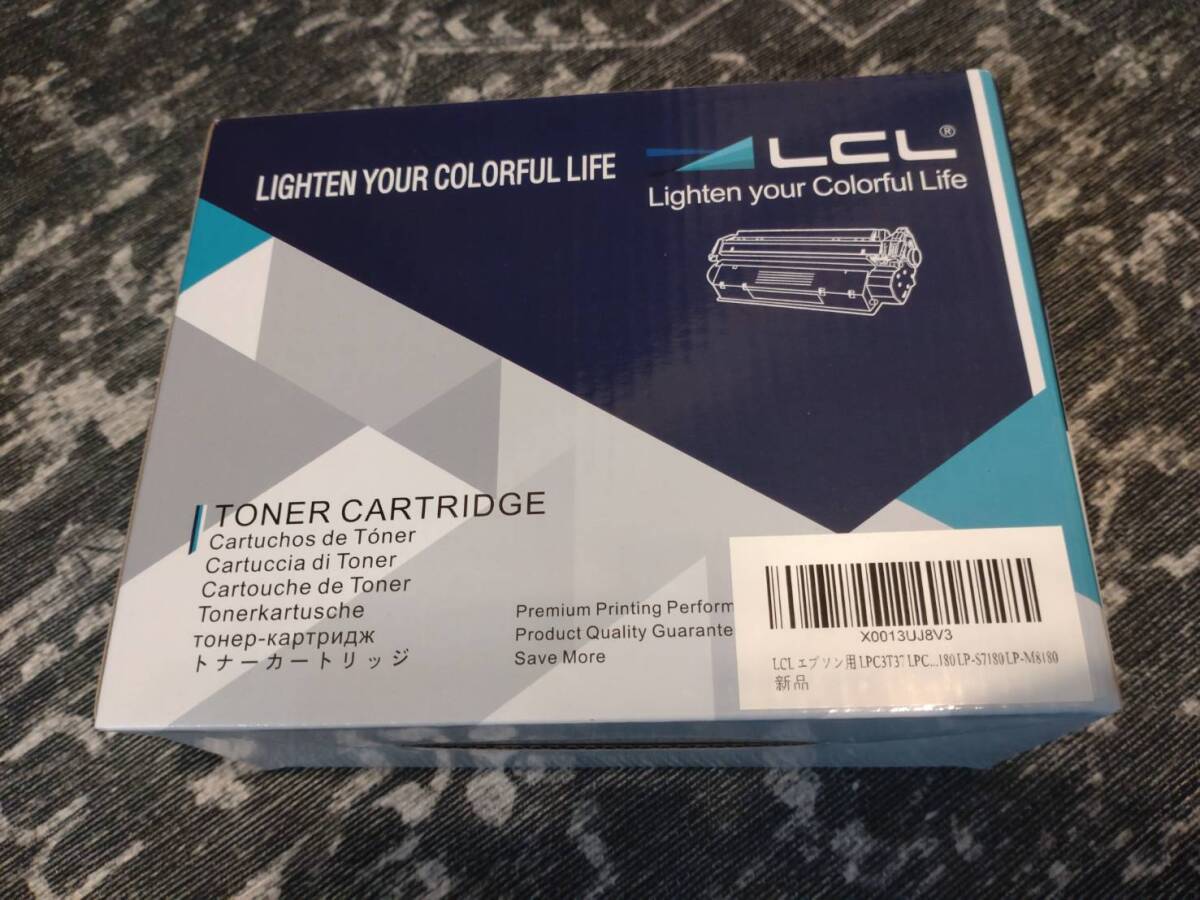 LIGHTEN YOUR COLORFUL LIFE
LCL®
Lighten your Colorful Life
TONER CARTRIDGE
Cartuchos de Tóner
Cartuccia di Toner
Cartouche de Toner
Tonerkartusche
тонер-картридж
トナーカートリッジ
Premium Printing Perform
Product Quality Guarante
Save More
X0013UJ8V3
LCL エプソン用 LPC3T37 LPC...180 LP-S7180 LP-M8180
新品